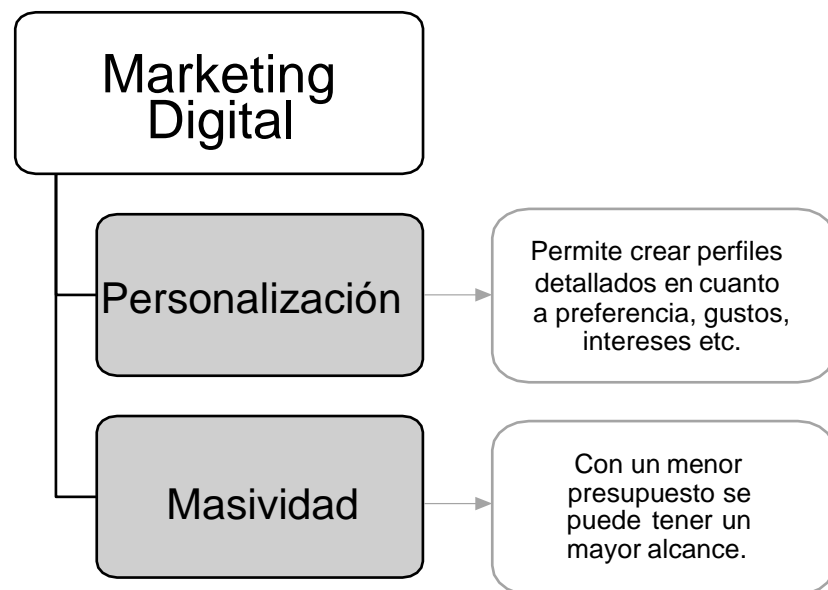 Marketing
Digital
Personalización
Permite crear perfiles
detallados en cuanto
a preferencia, gustos,
intereses etc.
Masividad
Con un menor
presupuesto se
puede tener un
mayor alcance.